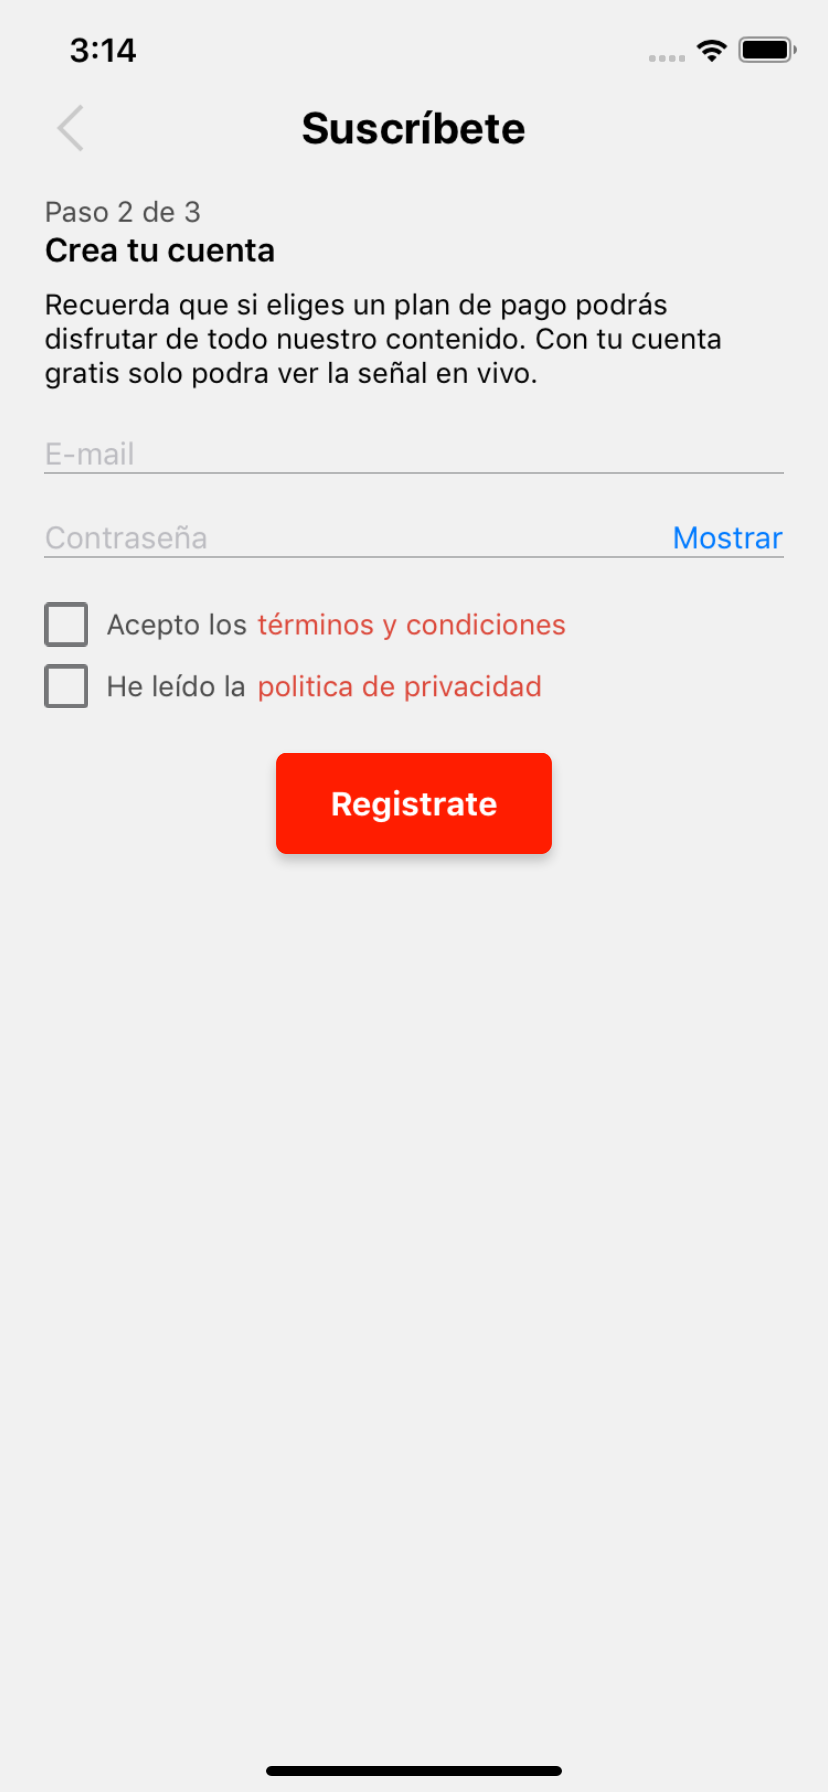 3:14
Suscríbete
Paso 2 de 3
Crea tu cuenta
Recuerda que si eliges un plan de pago podrás
disfrutar de todo nuestro contenido. Con tu cuenta
gratis solo podra ver la señal en vivo.
E-mail
Contraseña Mostrar
Acepto los términos y condiciones
He leído la politica de privacidad
Registrate